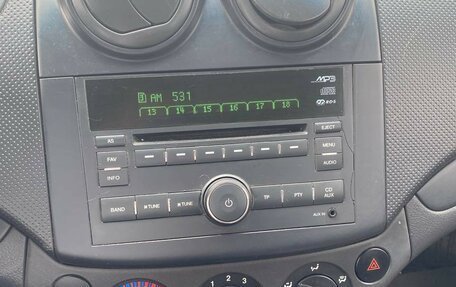 MP3
3 AM 531
RDS
13 14 15 16 17 18
AS
EJECT
FAV
MENU
INFO
AUDIO
BAND
TUNE
TUNE
TP
PTY
CD
AUX
AUX IN
1 2 3